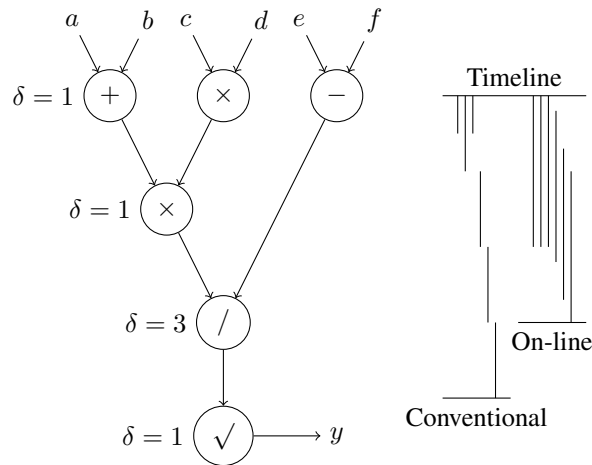 a b c d e f
δ = 1 + × −
Timeline
δ = 1 ×
δ = 3 /
On-line
Conventional
δ = 1 √ y